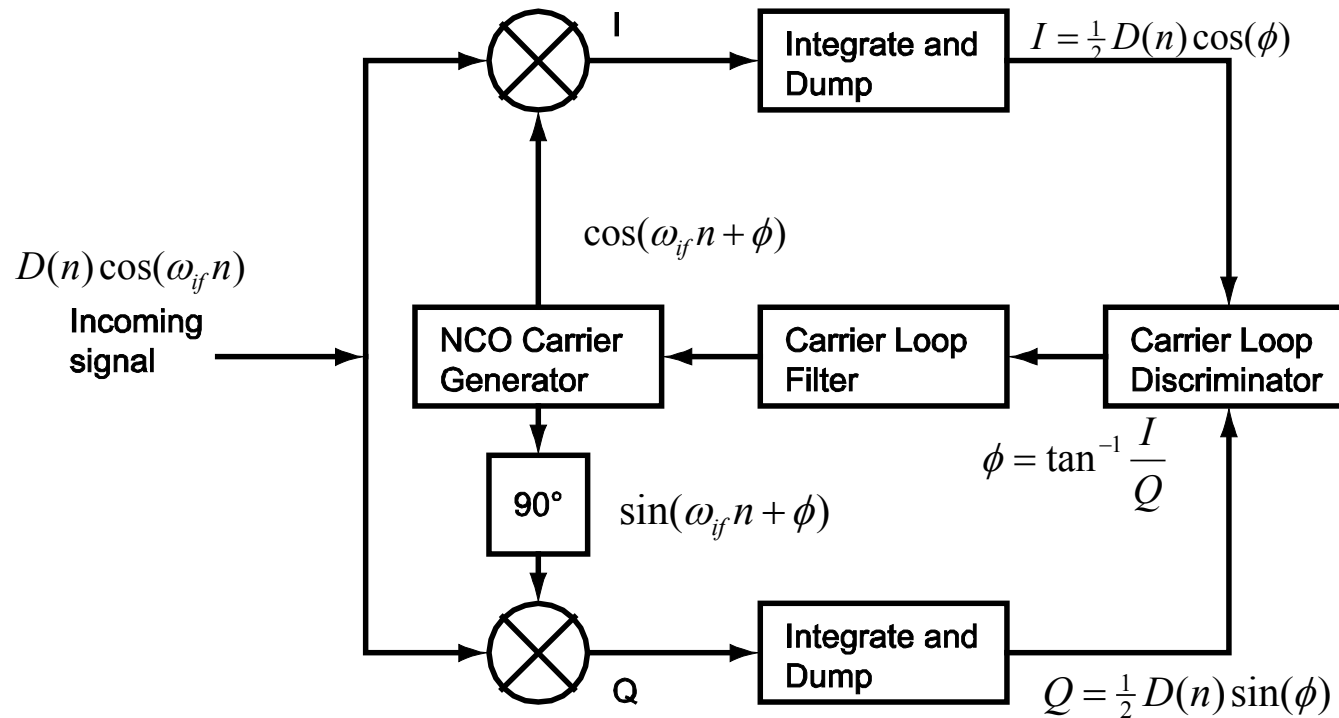 I
Integrate and
Dump
I = ½ D(n) cos(ϕ)
cos(ω_if n + ϕ)
D(n) cos(ω_if n)
Incoming
signal
NCO Carrier
Generator
Carrier Loop
Filter
Carrier Loop
Discriminator
ϕ = tan⁻¹ I/Q
90°
sin(ω_if n + ϕ)
Integrate and
Dump
Q
Q = ½ D(n) sin(ϕ)